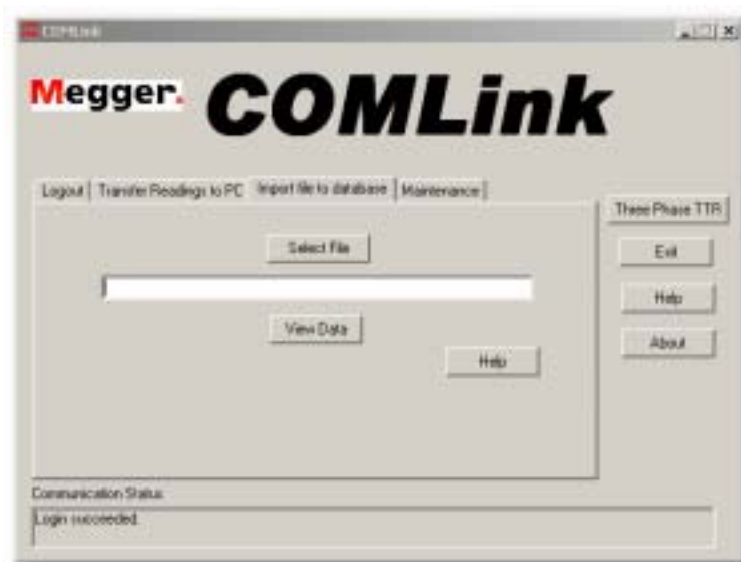 COMLink
Megger. COMLink
Logout Transfer Readings to PC Import file to database Maintenance
Three Phase TTR
Select File
Exit
Help
View Data
About
Help
Communication Status
Login succeeded.